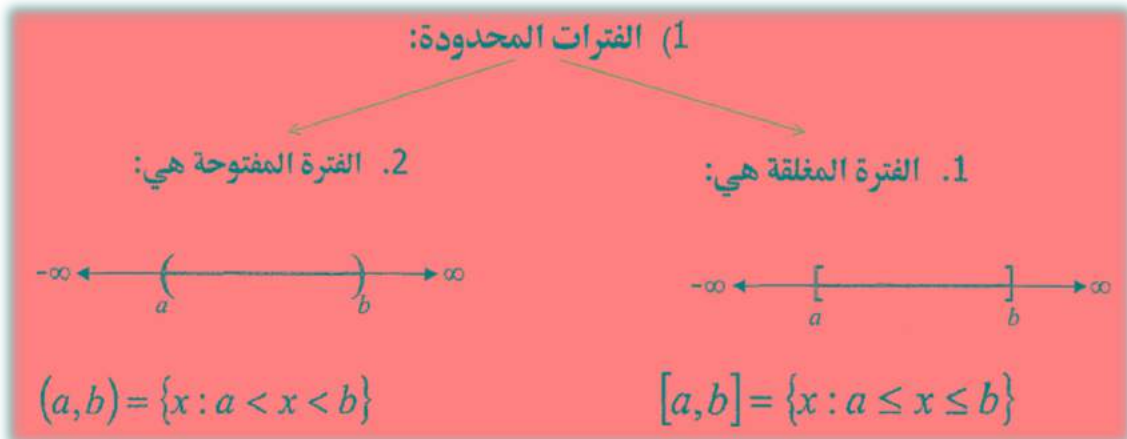 1) الفترات المحدودة:
1. الفترة المغلقة هي:
2. الفترة المفتوحة هي:
-∞ [ ] ∞
a b
-∞ ( ) ∞
a b
[a,b] = {x : a ≤ x ≤ b}
(a,b) = {x : a < x < b}